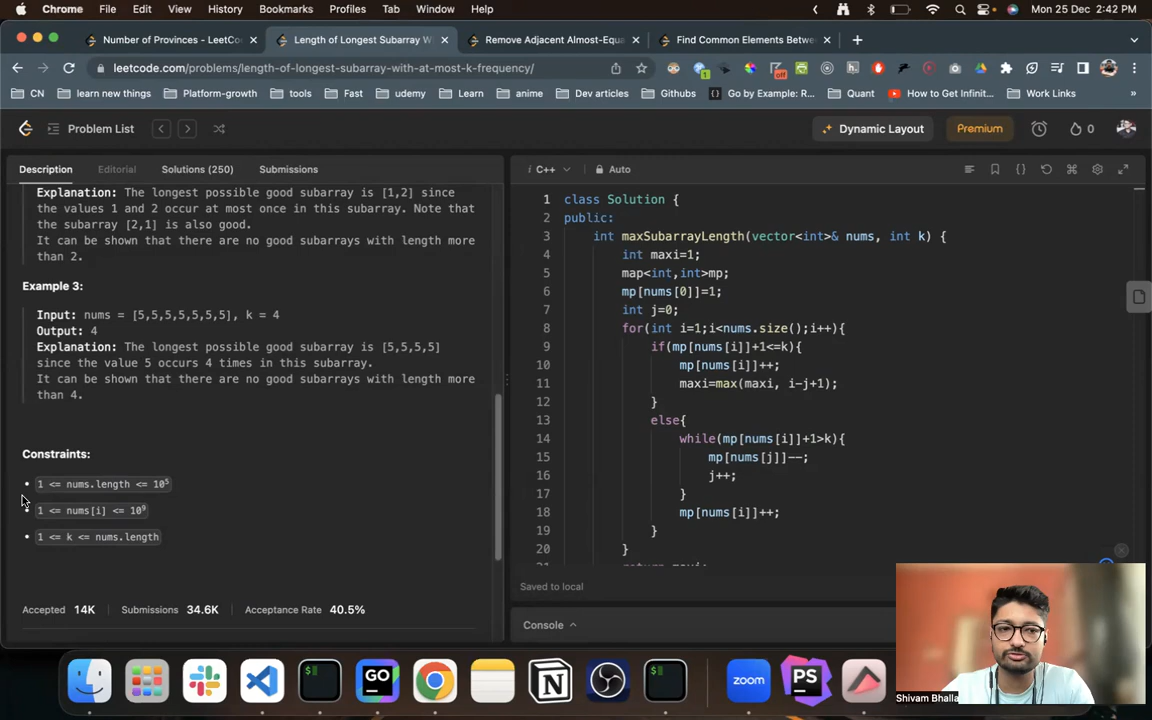 Chrome File Edit View History Bookmarks Profiles Tab Window Help Mon 25 Dec 2:42 PM
Number of Provinces - LeetCo Length of Longest Subarray W Remove Adjacent Almost-Equ Find Common Elements Betwe
leetcode.com/problems/length-of-longest-subarray-with-at-most-k-frequency/
CN learn new things Platform-growth tools Fast udemy Learn anime Dev articles Githubs Go by Example: R... Quant How to Get Infinit... Work Links
Problem List Dynamic Layout Premium 0
Description Editorial Solutions (250) Submissions
i C++ Auto
Explanation: The longest possible good subarray is [1,2] since
the values 1 and 2 occur at most once in this subarray. Note that
the subarray [2,1] is also good.
It can be shown that there are no good subarrays with length more
than 2.
Example 3:
Input: nums = [5,5,5,5,5,5,5], k = 4
Output: 4
Explanation: The longest possible good subarray is [5,5,5,5]
since the value 5 occurs 4 times in this subarray.
It can be shown that there are no good subarrays with length more
than 4.
Constraints:
1 <= nums.length <= 10⁵
1 <= nums[i] <= 10⁹
1 <= k <= nums.length
Accepted 14K Submissions 34.6K Acceptance Rate 40.5%
1 class Solution {
2 public:
3 int maxSubarrayLength(vector<int>& nums, int k) {
4 int maxi=1;
5 map<int,int>mp;
6 mp[nums[0]]=1;
7 int j=0;
8 for(int i=1;i<nums.size();i++){
9 if(mp[nums[i]]+1<=k){
10 mp[nums[i]]++;
11 maxi=max(maxi, i-j+1);
12 }
13 else{
14 while(mp[nums[i]]+1>k){
15 mp[nums[j]]--;
16 j++;
17 }
18 mp[nums[i]]++;
19 }
20 }
21 return maxi;
Saved to local
Console
off
GO
zoom
PS
Shivam Bhalla